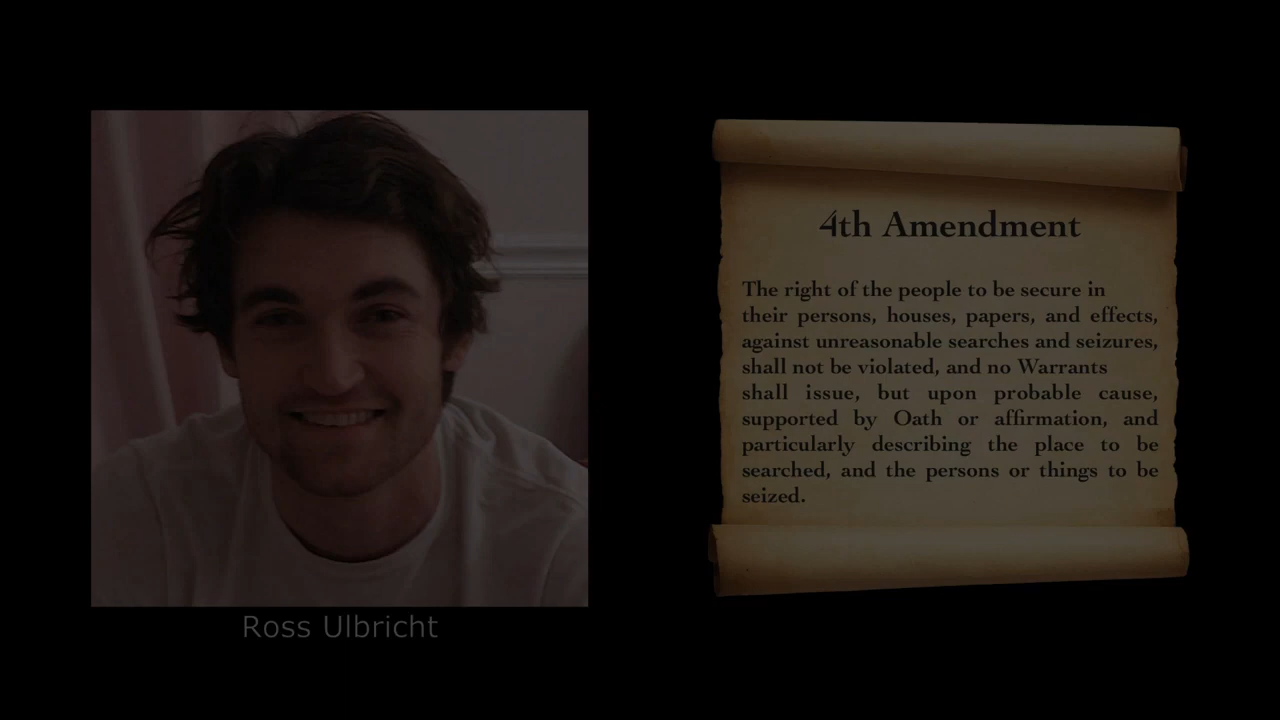 Ross Ulbricht
4th Amendment
The right of the people to be secure in
their persons, houses, papers, and effects,
against unreasonable searches and seizures,
shall not be violated, and no Warrants
shall issue, but upon probable cause,
supported by Oath or affirmation, and
particularly describing the place to be
searched, and the persons or things to be
seized.